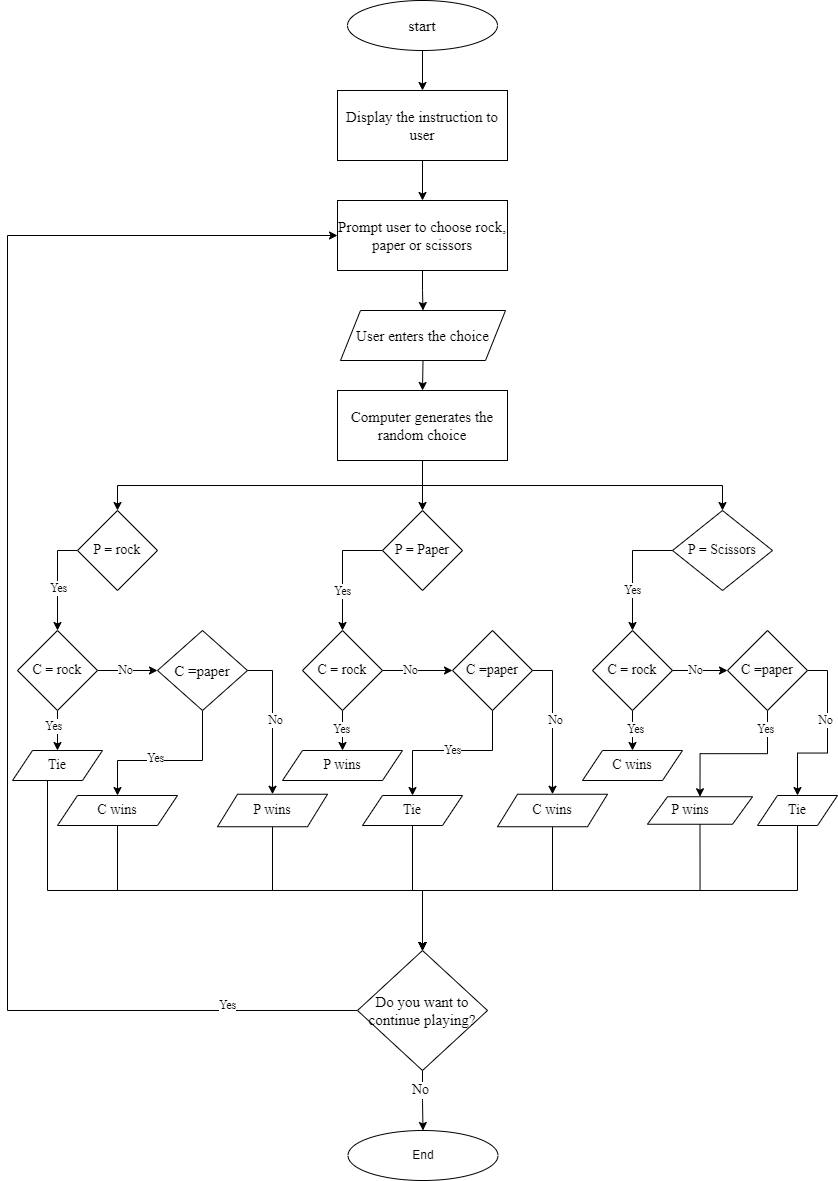 start
Display the instruction to
user
Prompt user to choose rock,
paper or scissors
User enters the choice
Computer generates the
random choice
P = rock
P = Paper
P = Scissors
Yes
Yes
Yes
C = rock
No
C =paper
C = rock
No
C =paper
C = rock
No
C =paper
Yes
No
Yes
No
Yes
Yes
No
Yes
Yes
Tie
P wins
C wins
C wins
P wins
Tie
C wins
P wins
Tie
Do you want to
continue playing?
Yes
No
End